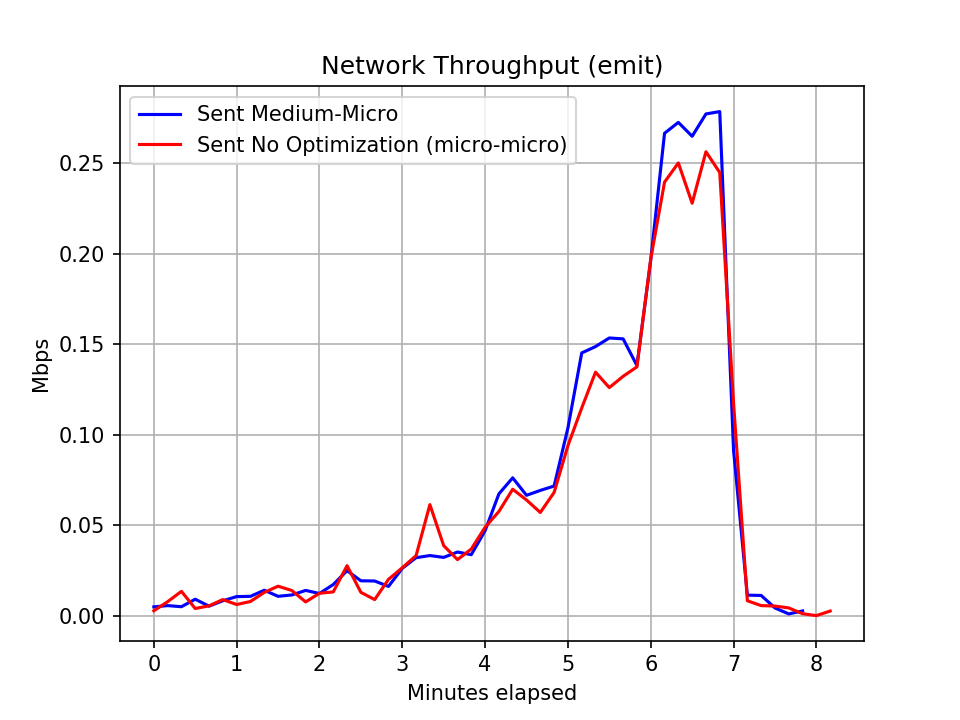 Network Throughput (emit)
Sent Medium-Micro
Sent No Optimization (micro-micro)
0.25
0.20
0.15
0.10
0.05
0.00
Mbps
0 1 2 3 4 5 6 7 8
Minutes elapsed